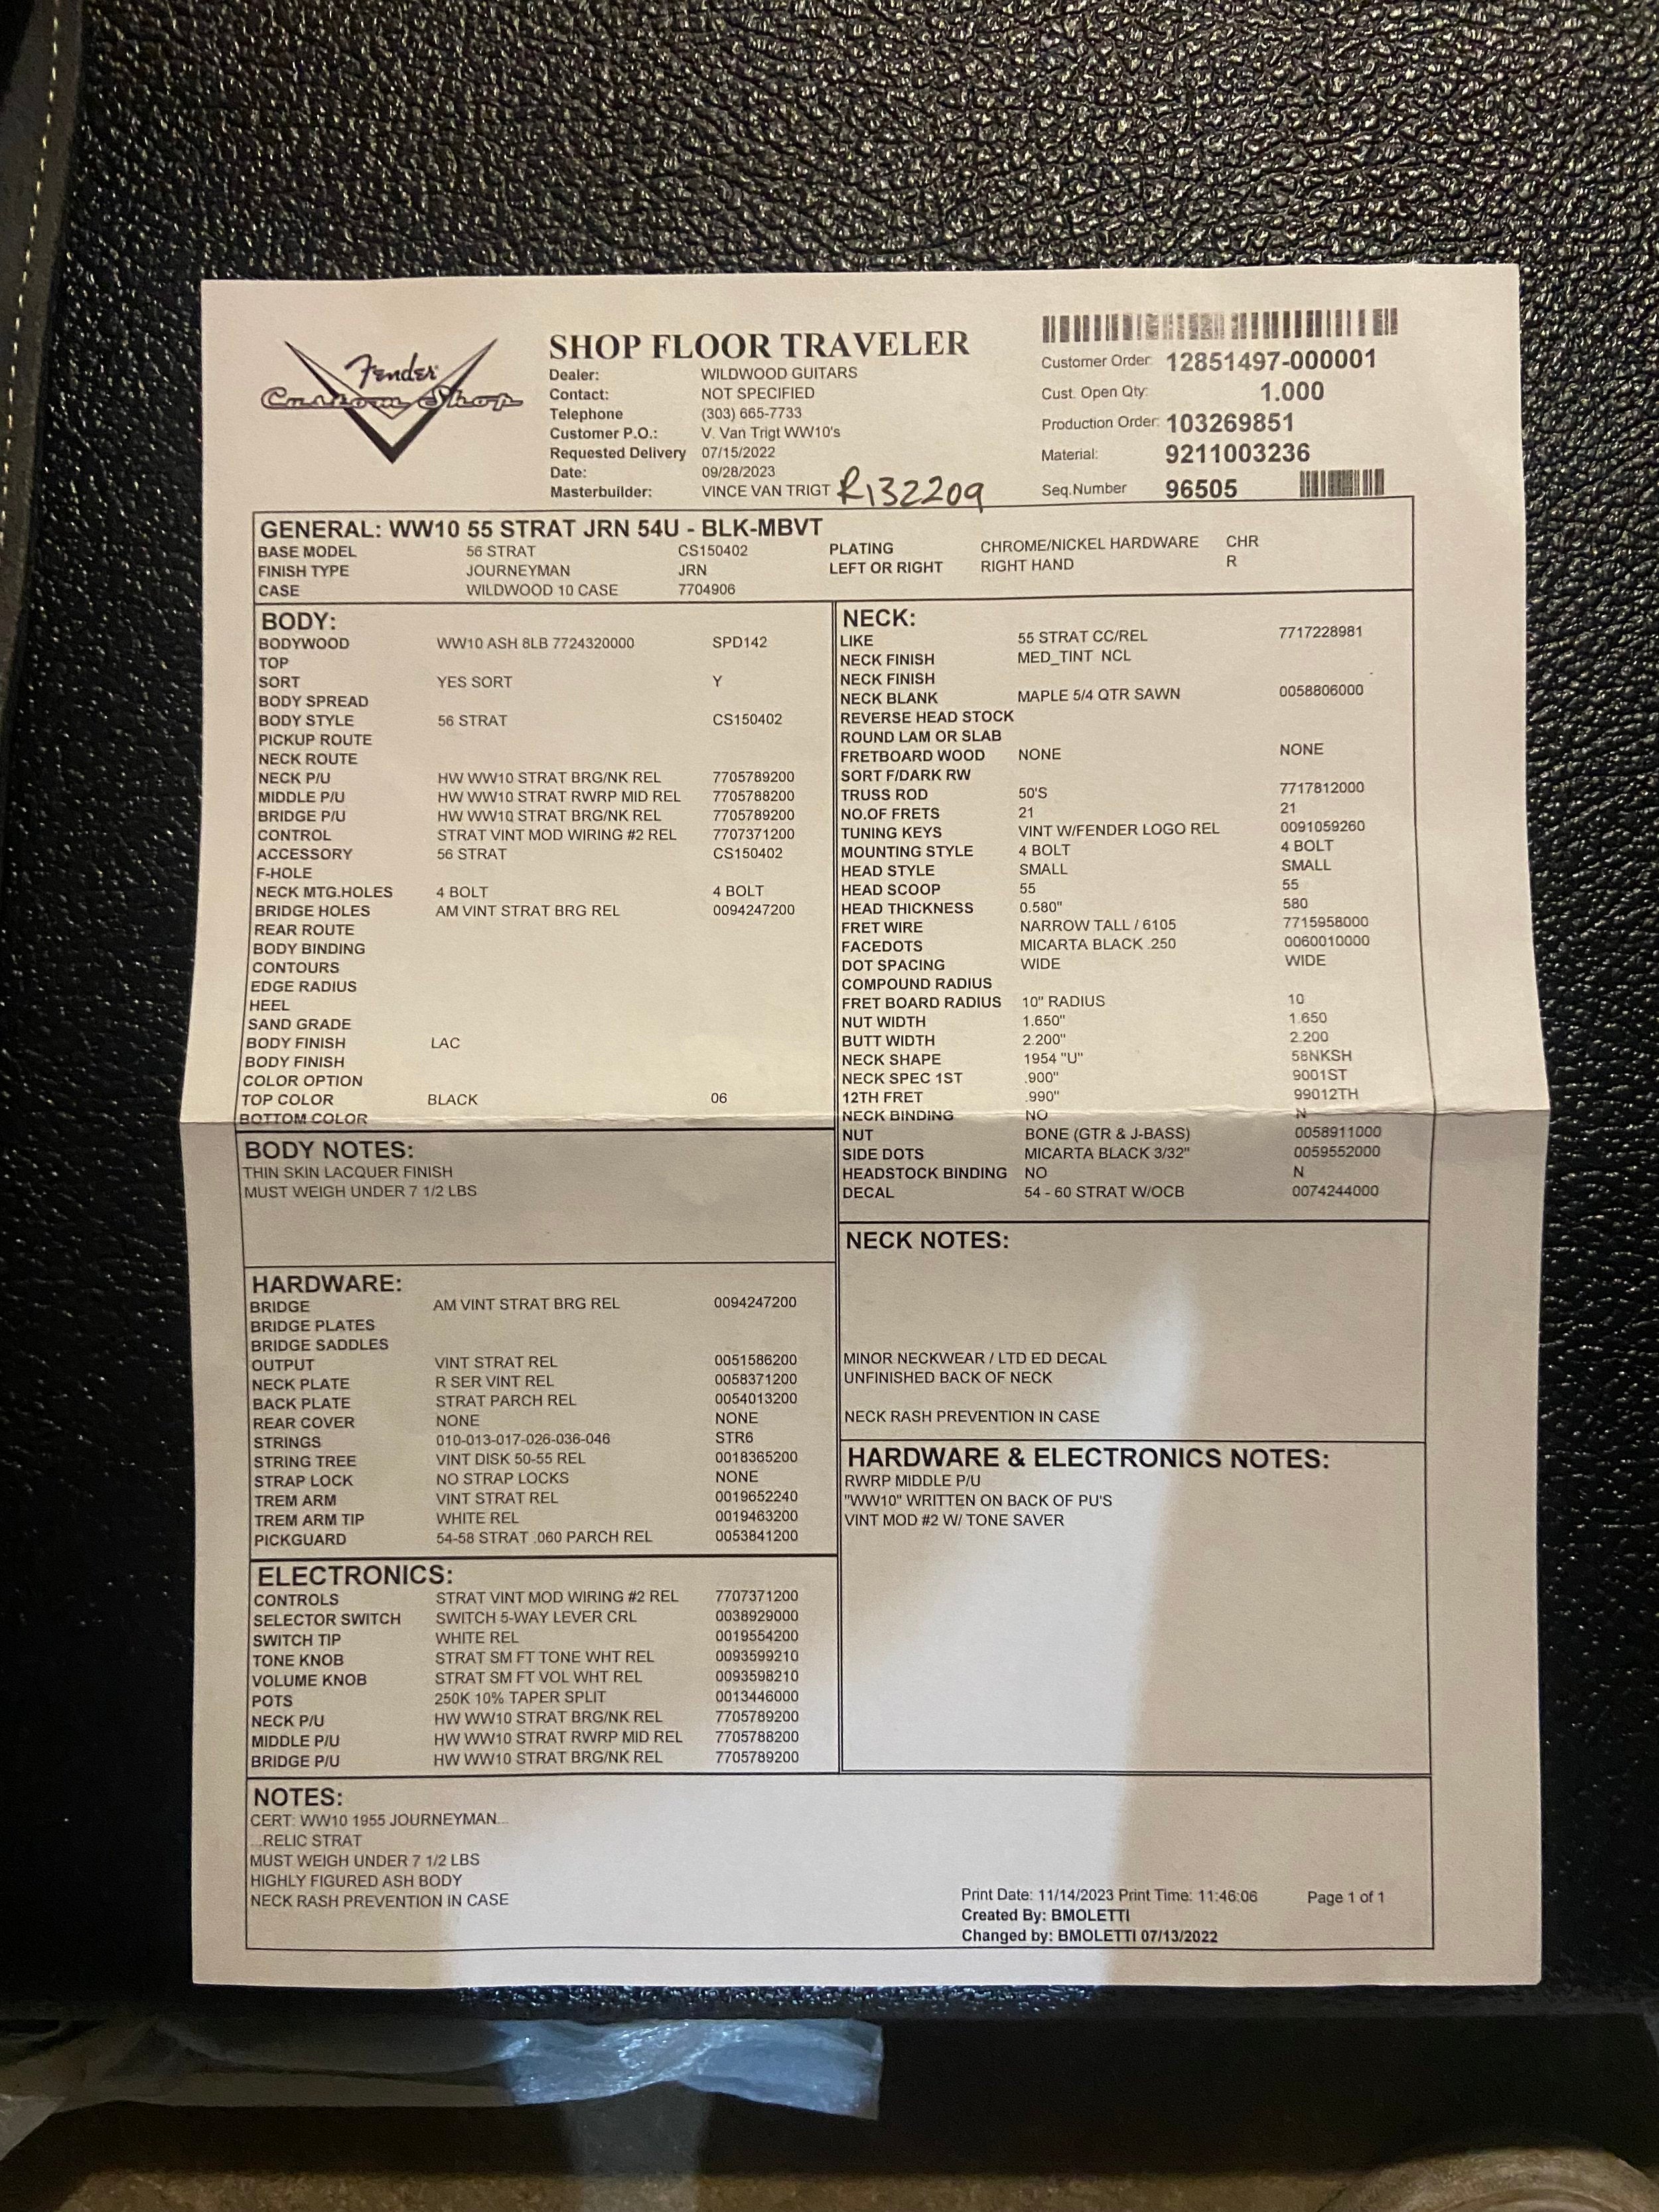 Fender
Custom Shop
SHOP FLOOR TRAVELER
Dealer: WILDWOOD GUITARS
Contact: NOT SPECIFIED
Telephone (303) 665-7733
Customer P.O.: V. Van Trigt WW10's
Requested Delivery 07/15/2022
Date: 09/28/2023
Masterbuilder: VINCE VAN TRIGT R132209
Customer Order: 12851497-000001
Cust. Open Qty: 1.000
Production Order: 103269851
Material: 9211003236
Seq.Number 96505
GENERAL: WW10 55 STRAT JRN 54U - BLK-MBVT
BASE MODEL 56 STRAT CS150402 PLATING CHROME/NICKEL HARDWARE CHR
FINISH TYPE JOURNEYMAN JRN LEFT OR RIGHT RIGHT HAND R
CASE WILDWOOD 10 CASE 7704906
BODY:
BODYWOOD WW10 ASH 8LB 7724320000 SPD142
TOP
SORT YES SORT Y
BODY SPREAD
BODY STYLE 56 STRAT CS150402
PICKUP ROUTE
NECK ROUTE
NECK P/U HW WW10 STRAT BRG/NK REL 7705789200
MIDDLE P/U HW WW10 STRAT RWRP MID REL 7705788200
BRIDGE P/U HW WW10 STRAT BRG/NK REL 7705789200
CONTROL STRAT VINT MOD WIRING #2 REL 7707371200
ACCESSORY 56 STRAT CS150402
F-HOLE
NECK MTG.HOLES 4 BOLT 4 BOLT
BRIDGE HOLES AM VINT STRAT BRG REL 0094247200
REAR ROUTE
BODY BINDING
CONTOURS
EDGE RADIUS
HEEL
SAND GRADE
BODY FINISH LAC
BODY FINISH
COLOR OPTION
TOP COLOR BLACK 06
BOTTOM COLOR
BODY NOTES:
THIN SKIN LACQUER FINISH
MUST WEIGH UNDER 7 1/2 LBS
HARDWARE:
BRIDGE AM VINT STRAT BRG REL 0094247200
BRIDGE PLATES
BRIDGE SADDLES
OUTPUT VINT STRAT REL 0051586200
NECK PLATE R SER VINT REL 0058371200
BACK PLATE STRAT PARCH REL 0054013200
REAR COVER NONE NONE
STRINGS 010-013-017-026-036-046 STR6
STRING TREE VINT DISK 50-55 REL 0018365200
STRAP LOCK NO STRAP LOCKS NONE
TREM ARM VINT STRAT REL 0019652240
TREM ARM TIP WHITE REL 0019463200
PICKGUARD 54-58 STRAT .060 PARCH REL 0053841200
ELECTRONICS:
CONTROLS STRAT VINT MOD WIRING #2 REL 7707371200
SELECTOR SWITCH SWITCH 5-WAY LEVER CRL 0038929000
SWITCH TIP WHITE REL 0019554200
TONE KNOB STRAT SM FT TONE WHT REL 0093599210
VOLUME KNOB STRAT SM FT VOL WHT REL 0093598210
POTS 250K 10% TAPER SPLIT 0013446000
NECK P/U HW WW10 STRAT BRG/NK REL 7705789200
MIDDLE P/U HW WW10 STRAT RWRP MID REL 7705788200
BRIDGE P/U HW WW10 STRAT BRG/NK REL 7705789200
NECK:
LIKE 55 STRAT CC/REL 7717228981
NECK FINISH MED_TINT NCL
NECK FINISH
NECK BLANK MAPLE 5/4 QTR SAWN 0058806000
REVERSE HEAD STOCK
ROUND LAM OR SLAB
FRETBOARD WOOD NONE NONE
SORT F/DARK RW
TRUSS ROD 50'S 7717812000
NO.OF FRETS 21 21
TUNING KEYS VINT W/FENDER LOGO REL 0091059260
MOUNTING STYLE 4 BOLT 4 BOLT
HEAD STYLE SMALL SMALL
HEAD SCOOP 55 55
HEAD THICKNESS 0.580" 580
FRET WIRE NARROW TALL / 6105 7715958000
FACEDOTS MICARTA BLACK .250 0060010000
DOT SPACING WIDE WIDE
COMPOUND RADIUS
FRET BOARD RADIUS 10" RADIUS 10
NUT WIDTH 1.650" 1.650
BUTT WIDTH 2.200" 2.200
NECK SHAPE 1954 "U" 58NKSH
NECK SPEC 1ST .900" 9001ST
12TH FRET .990" 99012TH
NECK BINDING NO N
NUT BONE (GTR & J-BASS) 0058911000
SIDE DOTS MICARTA BLACK 3/32" 0059552000
HEADSTOCK BINDING NO N
DECAL 54 - 60 STRAT W/OCB 0074244000
NECK NOTES:
MINOR NECKWEAR / LTD ED DECAL
UNFINISHED BACK OF NECK
NECK RASH PREVENTION IN CASE
HARDWARE & ELECTRONICS NOTES:
RWRP MIDDLE P/U
"WW10" WRITTEN ON BACK OF PU'S
VINT MOD #2 W/ TONE SAVER
NOTES:
CERT: WW10 1955 JOURNEYMAN...
...RELIC STRAT
MUST WEIGH UNDER 7 1/2 LBS
HIGHLY FIGURED ASH BODY
NECK RASH PREVENTION IN CASE
Print Date: 11/14/2023 Print Time: 11:46:06 Page 1 of 1
Created By: BMOLETTI
Changed by: BMOLETTI 07/13/2022